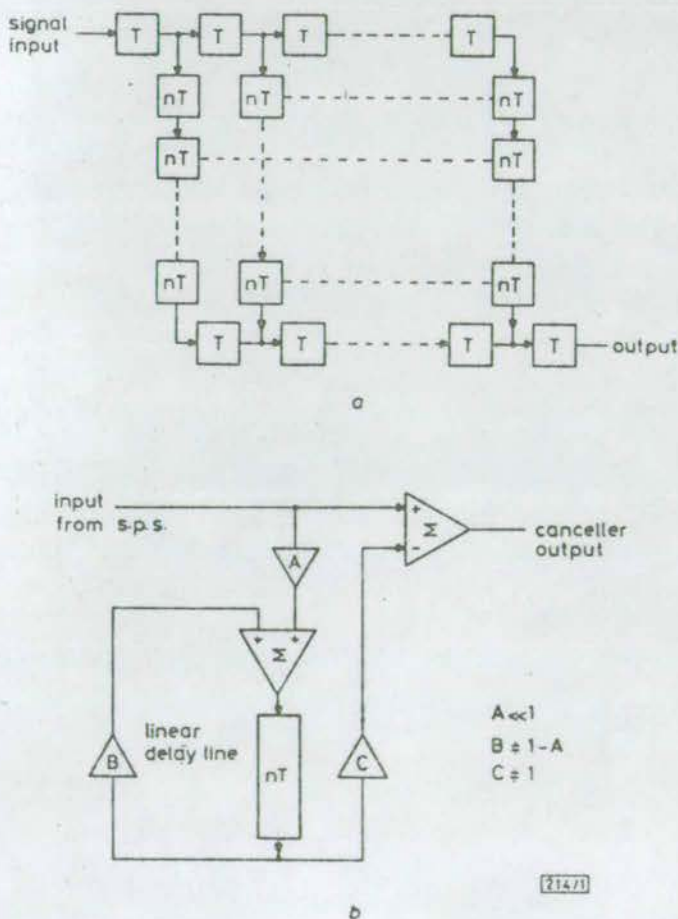 signal input T T T T
nT nT nT
nT nT
nT nT nT
T T T T output
a
input from s.p.s. + Σ - canceller output
A
+ + Σ
A<<1
linear delay line
B ≑ 1-A
B nT C
C ≑ 1
214/1
b